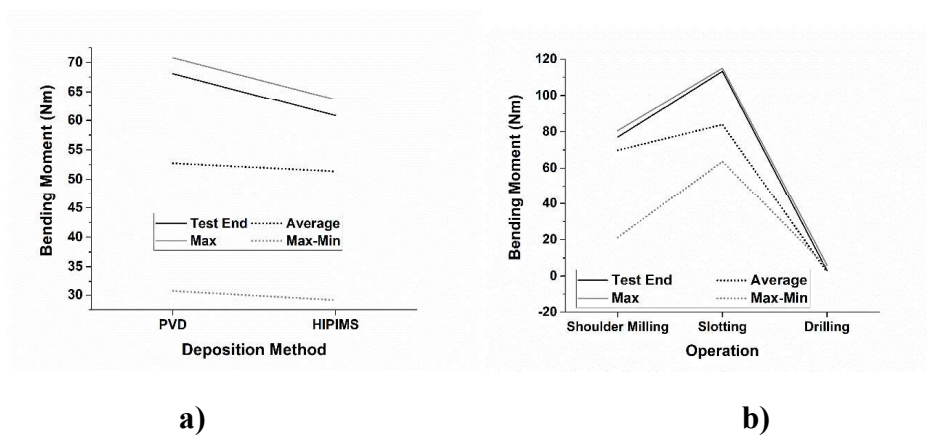 70
65
60
55
50
45
40
35
30
Bending Moment (Nm)
Test End
Average
Max
Max-Min
PVD
HIPIMS
Deposition Method
a)
120
100
80
60
40
20
0
-20
Bending Moment (Nm)
Test End
Average
Max
Max-Min
Shoulder Milling
Slotting
Drilling
Operation
b)